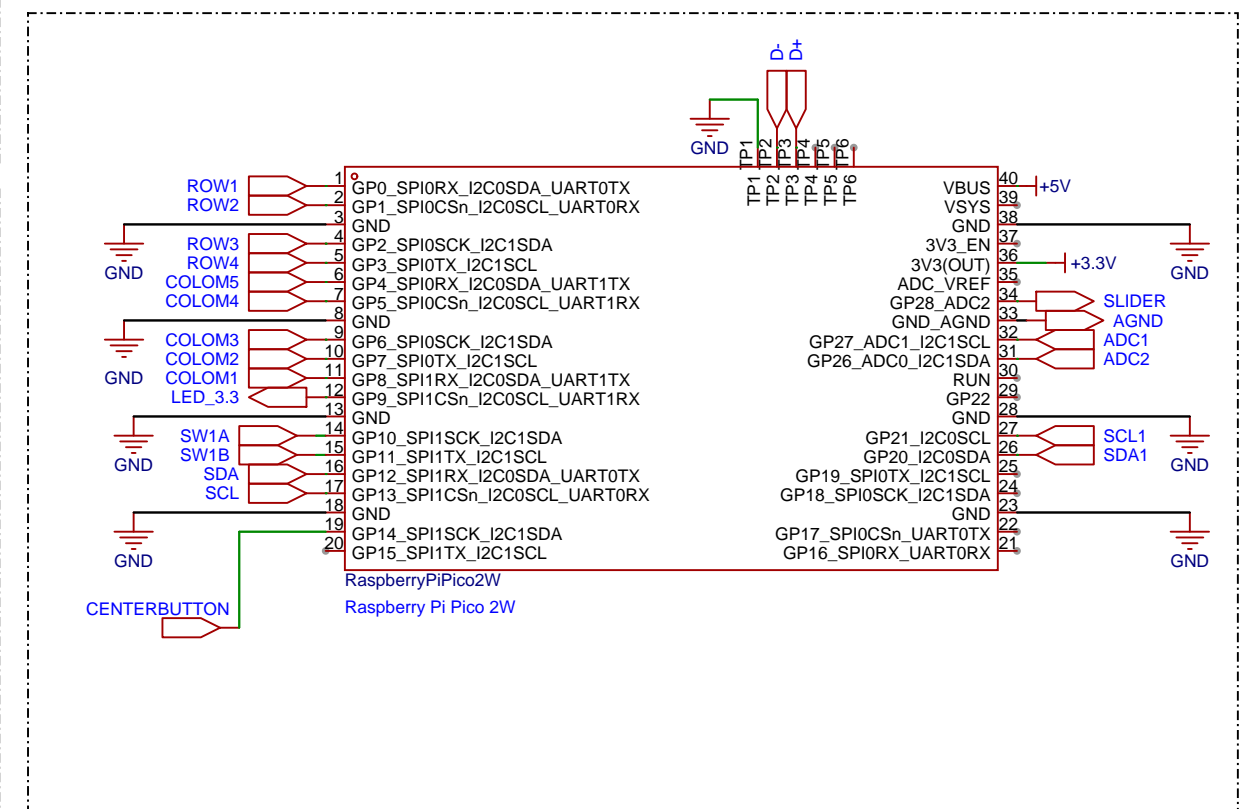 D-
D+
GND
TP1
TP2
TP3
TP4
TP5
TP6
TP1
TP2
TP3
TP4
TP5
TP6
ROW1 1 GP0_SPI0RX_I2C0SDA_UART0TX VBUS 40 +5V
ROW2 2 GP1_SPI0CSn_I2C0SCL_UART0RX VSYS 39
3 GND GND 38
ROW3 4 GP2_SPI0SCK_I2C1SDA 3V3_EN 37
GND GND
ROW4 5 GP3_SPI0TX_I2C1SCL 3V3(OUT) 36 +3.3V
COLOM5 6 GP4_SPI0RX_I2C0SDA_UART1TX ADC_VREF 35
COLOM4 7 GP5_SPI0CSn_I2C0SCL_UART1RX GP28_ADC2 34 SLIDER
8 GND GND_AGND 33 AGND
COLOM3 9 GP6_SPI0SCK_I2C1SDA GP27_ADC1_I2C1SCL 32 ADC1
COLOM2 10 GP7_SPI0TX_I2C1SCL GP26_ADC0_I2C1SDA 31 ADC2
GND COLOM1 11 GP8_SPI1RX_I2C0SDA_UART1TX RUN 30
LED_3.3 12 GP9_SPI1CSn_I2C0SCL_UART1RX GP22 29
13 GND GND 28
SW1A 14 GP10_SPI1SCK_I2C1SDA GP21_I2C0SCL 27 SCL1
SW1B 15 GP11_SPI1TX_I2C1SCL GP20_I2C0SDA 26 SDA1
GND GND
SDA 16 GP12_SPI1RX_I2C0SDA_UART0TX GP19_SPI0TX_I2C1SCL 25
SCL 17 GP13_SPI1CSn_I2C0SCL_UART0RX GP18_SPI0SCK_I2C1SDA 24
18 GND GND 23
19 GP14_SPI1SCK_I2C1SDA GP17_SPI0CSn_UART0TX 22
20 GP15_SPI1TX_I2C1SCL GP16_SPI0RX_UART0RX 21
GND GND
RaspberryPiPico2W
Raspberry Pi Pico 2W
CENTERBUTTON